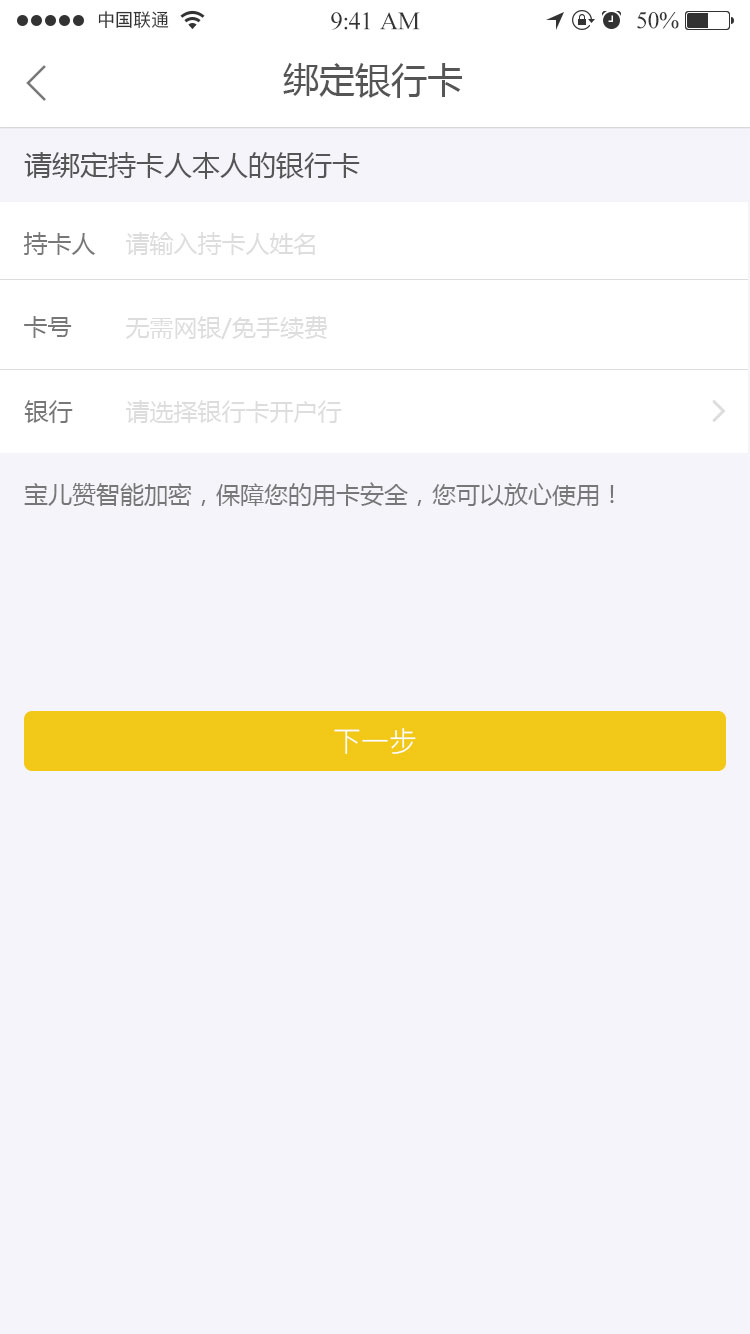 中国联通 9:41 AM 50%
绑定银行卡
请绑定持卡人本人的银行卡
持卡人 请输入持卡人姓名
卡号 无需网银/免手续费
银行 请选择银行卡开户行
宝儿赞智能加密，保障您的用卡安全，您可以放心使用！
下一步